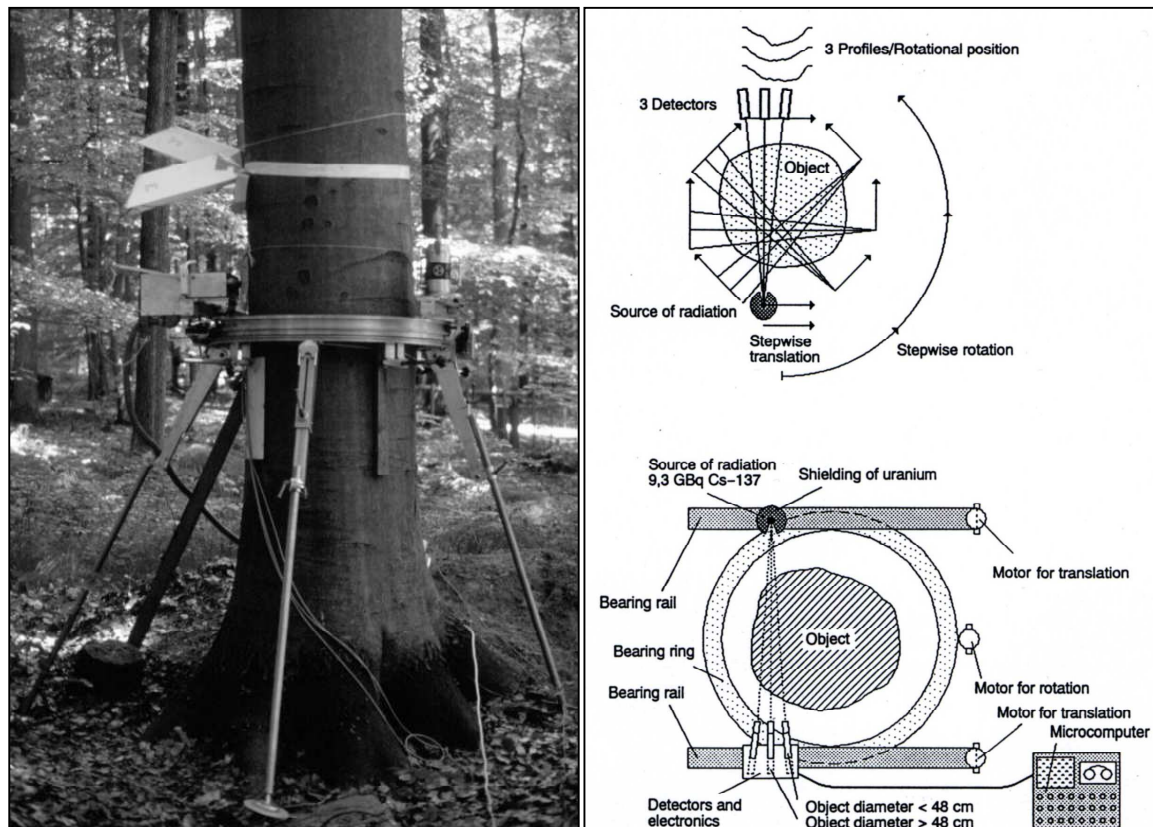 3 Profiles/Rotational position
3 Detectors
Object
Source of radiation
Stepwise
translation
Stepwise rotation
Source of radiation
9,3 GBq Cs-137
Shielding of uranium
Motor for translation
Bearing rail
Object
Bearing ring
Motor for rotation
Bearing rail
Motor for translation
Microcomputer
Detectors and
electronics
Object diameter < 48 cm
Object diameter > 48 cm